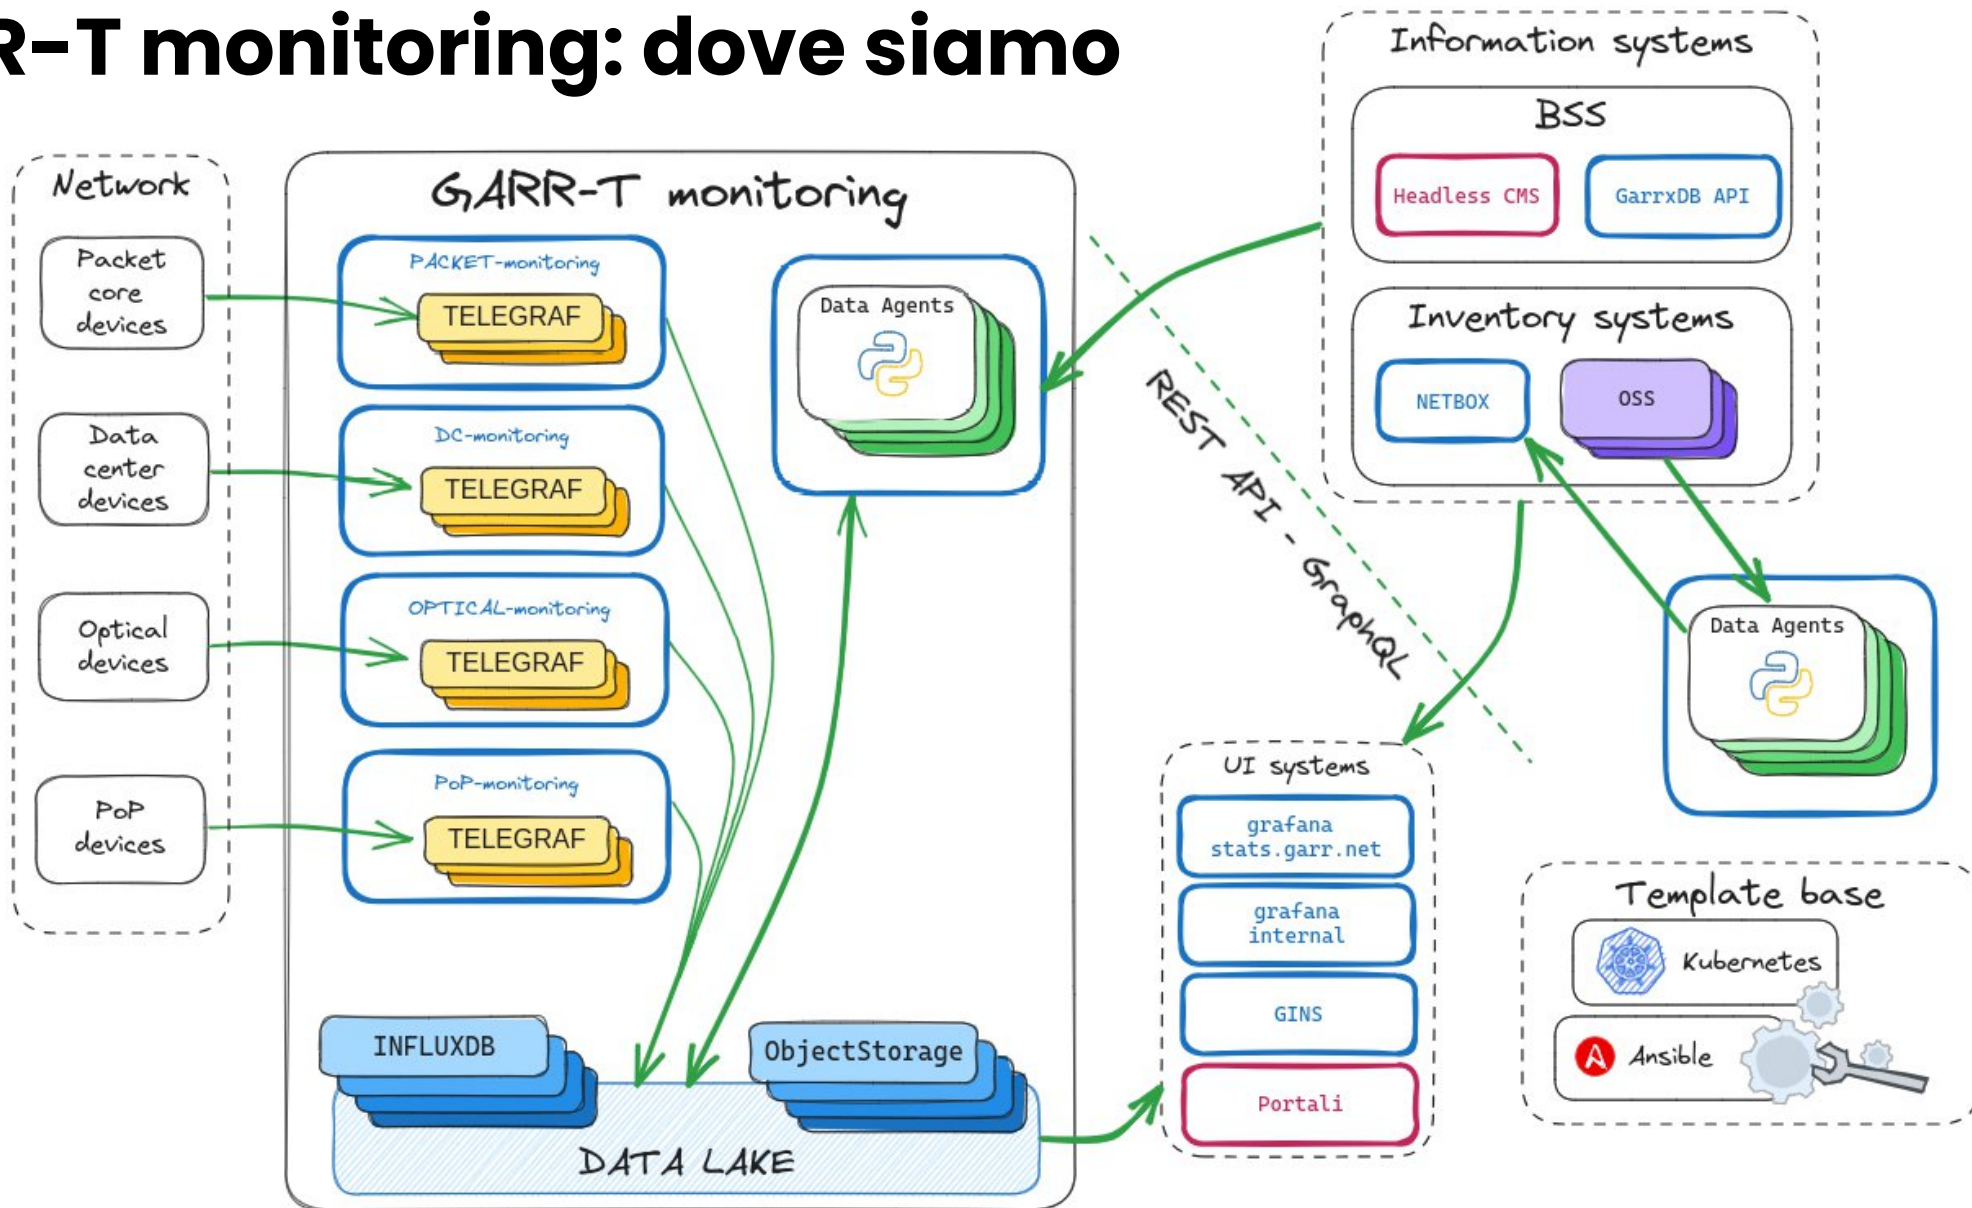 R-T monitoring: dove siamo
Network
Packet
core
devices
Data
center
devices
Optical
devices
PoP
devices
GARR-T monitoring
PACKET-monitoring
TELEGRAF
DC-monitoring
TELEGRAF
OPTICAL-monitoring
TELEGRAF
PoP-monitoring
TELEGRAF
Data Agents
INFLUXDB
ObjectStorage
DATA LAKE
REST API - GraphQL
Information systems
BSS
Headless CMS
GarrxDB API
Inventory systems
NETBOX
OSS
Data Agents
UI systems
grafana
stats.garr.net
grafana
internal
GINS
Portali
Template base
Kubernetes
Ansible